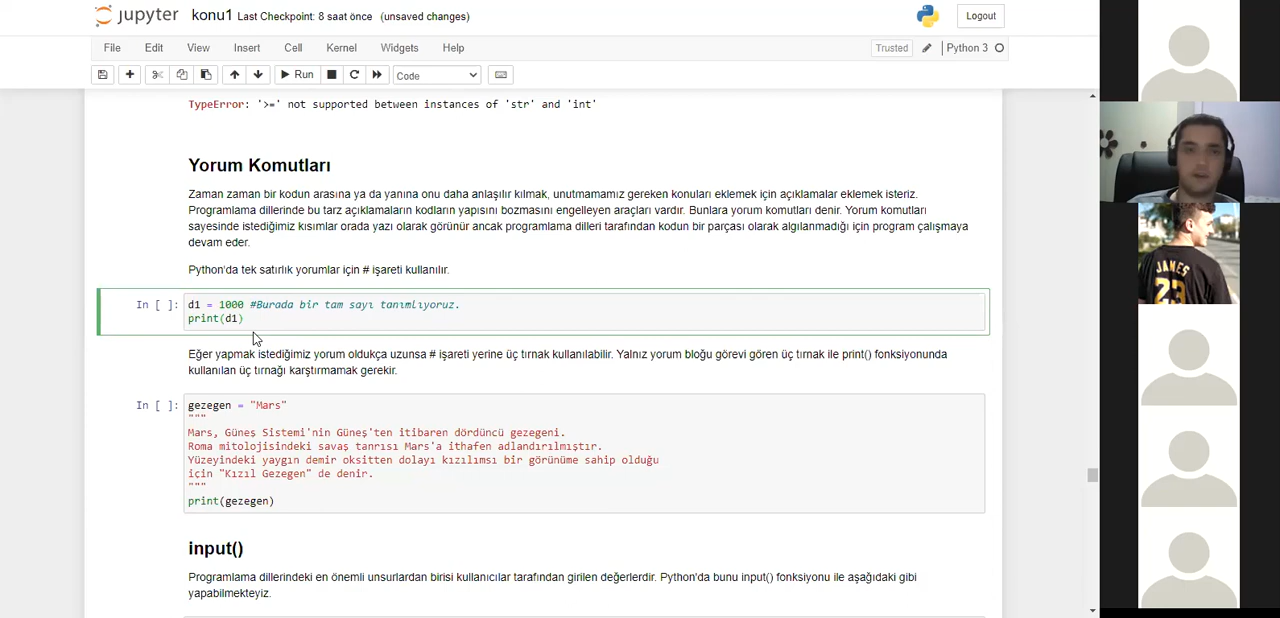 jupyter konu1 Last Checkpoint: 8 saat önce (unsaved changes) Logout
File Edit View Insert Cell Kernel Widgets Help Trusted Python 3
Run Code
TypeError: '>=' not supported between instances of 'str' and 'int'
Yorum Komutları
Zaman zaman bir kodun arasına ya da yanına onu daha anlaşılır kılmak, unutmamamız gereken konuları eklemek için açıklamalar eklemek isteriz.
Programlama dillerinde bu tarz açıklamaların kodların yapısını bozmasını engelleyen araçları vardır. Bunlara yorum komutları denir. Yorum komutları
sayesinde istediğimiz kısımlar orada yazı olarak görünür ancak programlama dilleri tarafından kodun bir parçası olarak algılanmadığı için program çalışmaya
devam eder.
Python'da tek satırlık yorumlar için # işareti kullanılır.
In [ ]: d1 = 1000 #Burada bir tam sayı tanımlıyoruz.
print(d1)
Eğer yapmak istediğimiz yorum oldukça uzunsa # işareti yerine üç tırnak kullanılabilir. Yalnız yorum bloğu görevi gören üç tırnak ile print() fonksiyonunda
kullanılan üç tırnağı karştırmamak gerekir.
In [ ]: gezegen = "Mars"
"""
Mars, Güneş Sistemi'nin Güneş'ten itibaren dördüncü gezegeni.
Roma mitolojisindeki savaş tanrısı Mars'a ithafen adlandırılmıştır.
Yüzeyindeki yaygın demir oksitten dolayı kızılımsı bir görünüme sahip olduğu
için "Kızıl Gezegen" de denir.
"""
print(gezegen)
input()
Programlama dillerindeki en önemli unsurlardan birisi kullanıcılar tarafından girilen değerlerdir. Python'da bunu input() fonksiyonu ile aşağıdaki gibi
yapabilmekteyiz.
JAMES
23